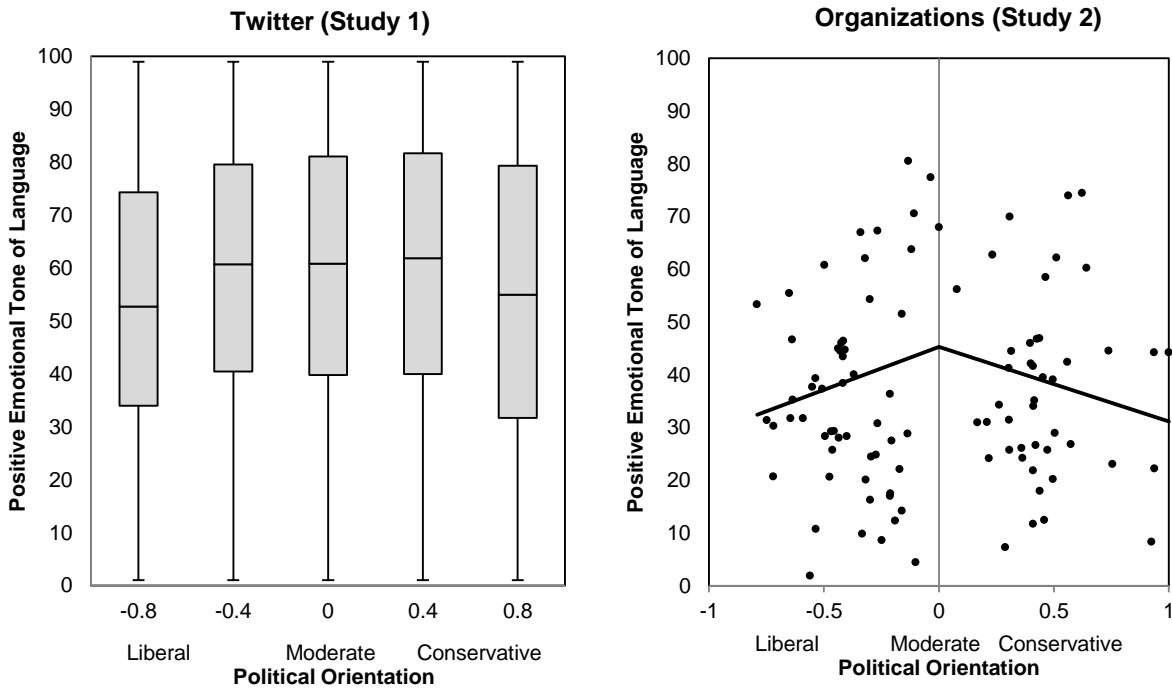 Twitter (Study 1)
Positive Emotional Tone of Language
100
90
80
70
60
50
40
30
20
10
0
-0.8 -0.4 0 0.4 0.8
Liberal Moderate Conservative
Political Orientation
Organizations (Study 2)
Positive Emotional Tone of Language
100
90
80
70
60
50
40
30
20
10
0
-1 -0.5 0 0.5 1
Liberal Moderate Conservative
Political Orientation